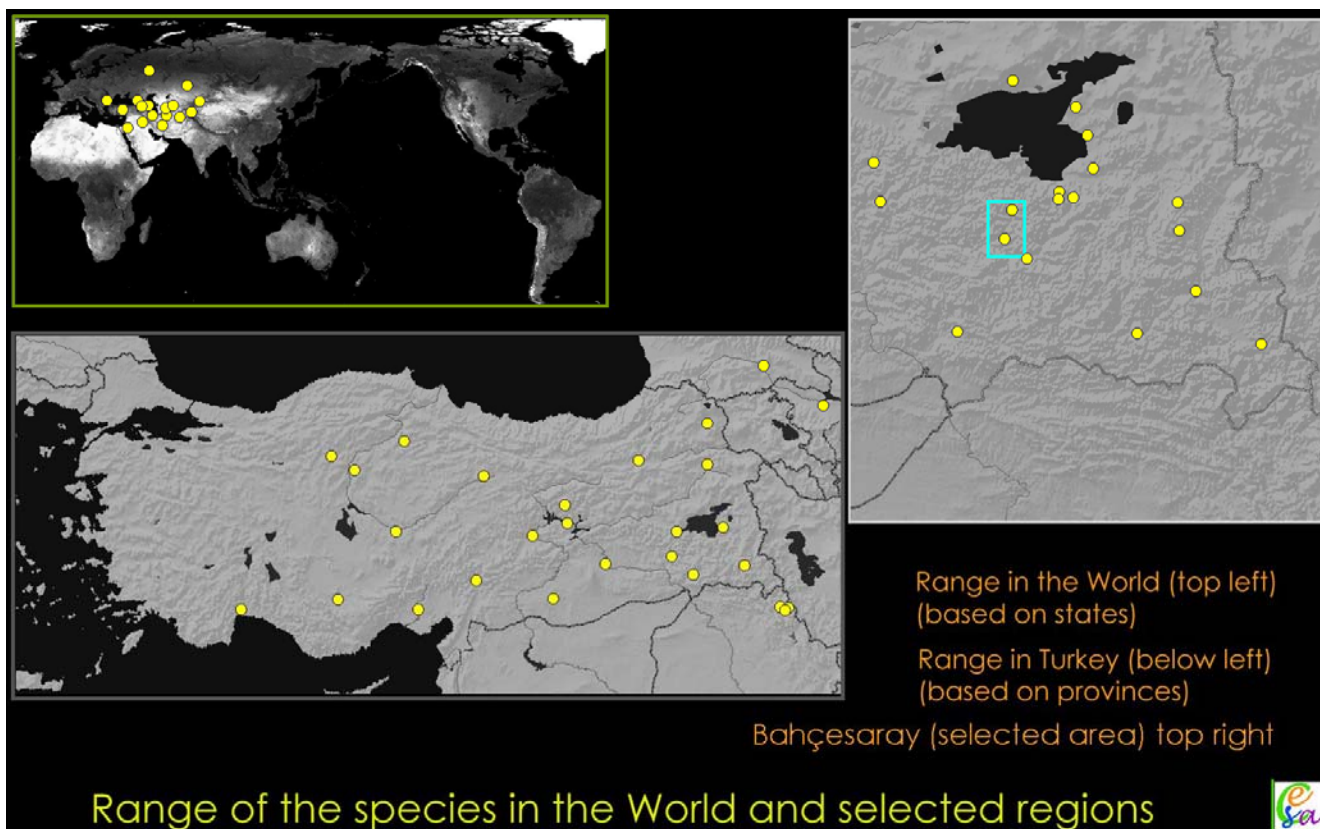 Range in the World (top left)
(based on states)
Range in Turkey (below left)
(based on provinces)
Bahçesaray (selected area) top right
Range of the species in the World and selected regions
esa